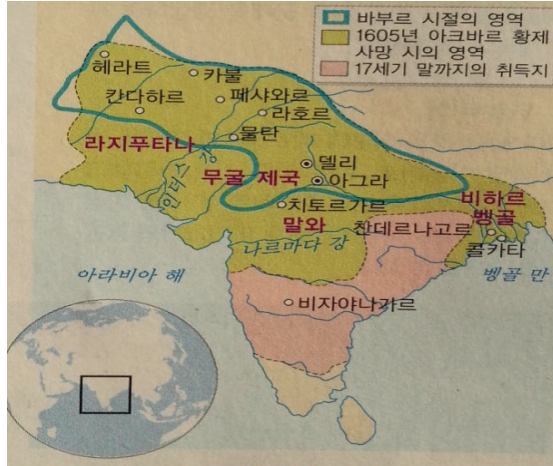 바부르 시절의 영역
1605년 아크바르 황제
사망 시의 영역
17세기 말까지의 취득지
헤라트
카불
칸다하르
페샤와르
라호르
물탄
라지푸타나
인더스 강
델리
무굴 제국
아그라
비하르
치토르가르
벵골
말와
찬데르나고르
나르마다 강
콜카타
아라비아 해
벵골 만
비자야나가르